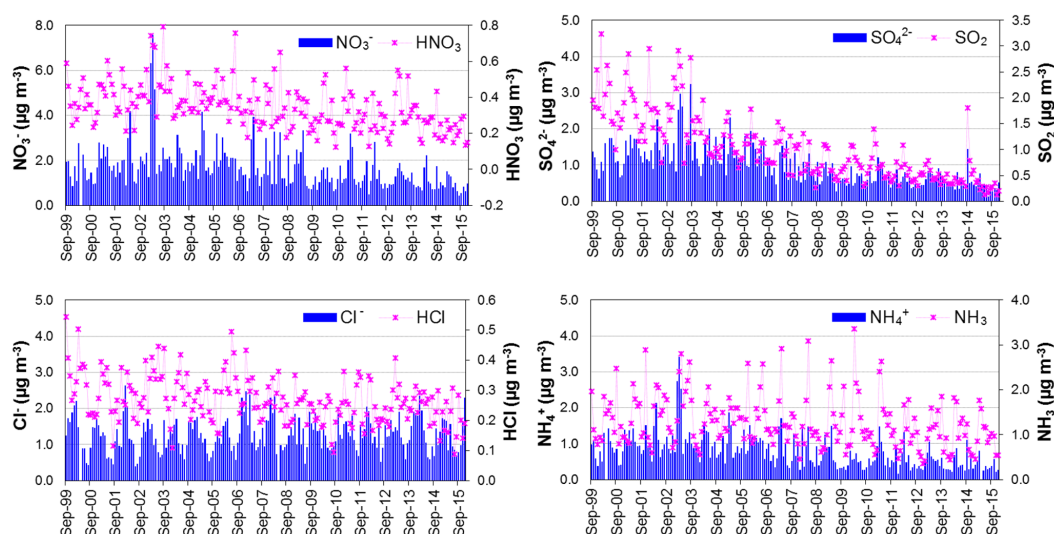 NO₃⁻ HNO₃
8.0
6.0
4.0
2.0
0.0
NO₃⁻ (µg m⁻³)
0.8
0.6
0.4
0.2
0.0
-0.2
HNO₃ (µg m⁻³)
Sep-99
Sep-00
Sep-01
Sep-02
Sep-03
Sep-04
Sep-05
Sep-06
Sep-07
Sep-08
Sep-09
Sep-10
Sep-11
Sep-12
Sep-13
Sep-14
Sep-15
SO₄²⁻ SO₂
5.0
4.0
3.0
2.0
1.0
0.0
SO₄²⁻ (µg m⁻³)
3.5
3.0
2.5
2.0
1.5
1.0
0.5
0.0
SO₂ (µg m⁻³)
Sep-99
Sep-00
Sep-01
Sep-02
Sep-03
Sep-04
Sep-05
Sep-06
Sep-07
Sep-08
Sep-09
Sep-10
Sep-11
Sep-12
Sep-13
Sep-14
Sep-15
Cl⁻ HCl
5.0
4.0
3.0
2.0
1.0
0.0
Cl⁻ (µg m⁻³)
0.6
0.5
0.4
0.3
0.2
0.1
0.0
HCl (µg m⁻³)
Sep-99
Sep-00
Sep-01
Sep-02
Sep-03
Sep-04
Sep-05
Sep-06
Sep-07
Sep-08
Sep-09
Sep-10
Sep-11
Sep-12
Sep-13
Sep-14
Sep-15
NH₄⁺ NH₃
5.0
4.0
3.0
2.0
1.0
0.0
NH₄⁺ (µg m⁻³)
4.0
3.0
2.0
1.0
0.0
NH₃ (µg m⁻³)
Sep-99
Sep-00
Sep-01
Sep-02
Sep-03
Sep-04
Sep-05
Sep-06
Sep-07
Sep-08
Sep-09
Sep-10
Sep-11
Sep-12
Sep-13
Sep-14
Sep-15